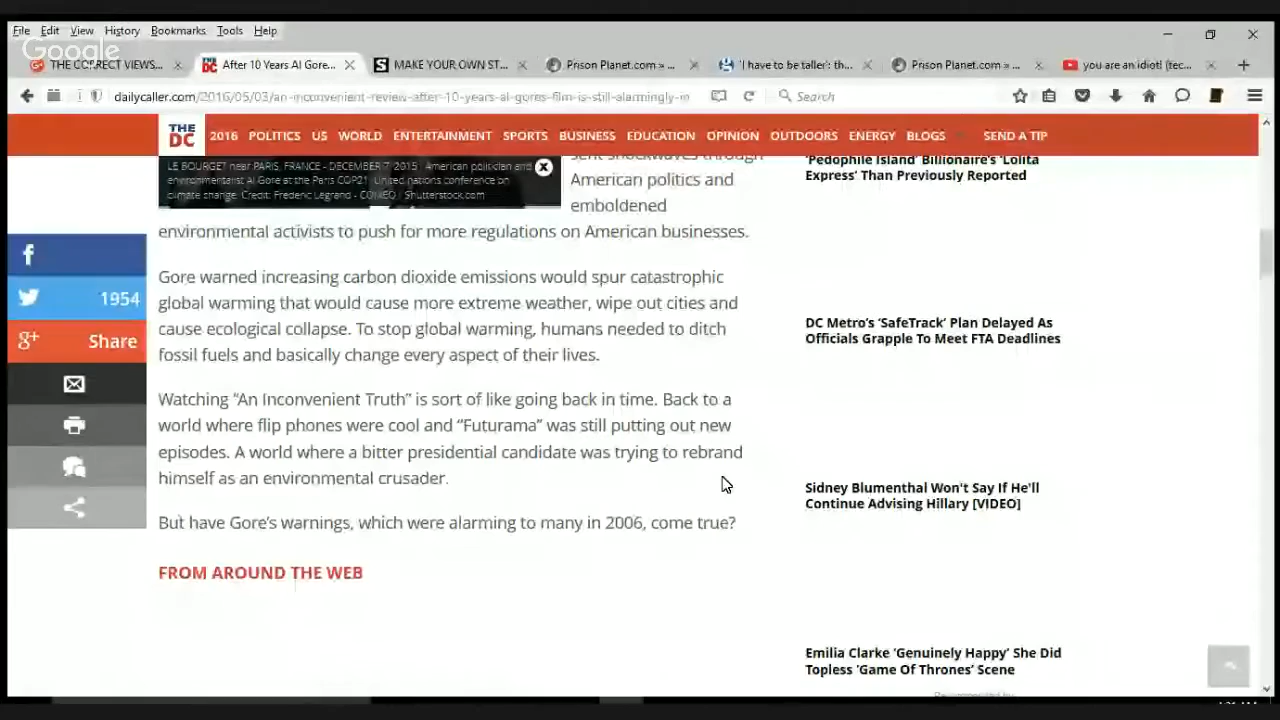 File Edit View History Bookmarks Tools Help
Google
THE CORRECT VIEWS...
After 10 Years Al Gore...
MAKE YOUR OWN ST...
Prison Planet.com » ...
'I have to be taller': th...
Prison Planet.com » ...
you are an idiot! (tec...
dailycaller.com/2016/05/03/an-inconvenient-review-after-10-years-al-gores-film-is-still-alarmingly-in
Search
THE DC
2016 POLITICS US WORLD ENTERTAINMENT SPORTS BUSINESS EDUCATION OPINION OUTDOORS ENERGY BLOGS SEND A TIP
LE BOURGET near PARIS, FRANCE - DECEMBER 7, 2015 : American politician and
environmentalist Al Gore at the Paris COP21, United nations conference on
climate change. Credit: Frederic Legrand - COMEO / Shutterstock.com
sent shockwaves through
American politics and
emboldened
environmental activists to push for more regulations on American businesses.
Gore warned increasing carbon dioxide emissions would spur catastrophic
global warming that would cause more extreme weather, wipe out cities and
cause ecological collapse. To stop global warming, humans needed to ditch
fossil fuels and basically change every aspect of their lives.
Watching “An Inconvenient Truth” is sort of like going back in time. Back to a
world where flip phones were cool and “Futurama” was still putting out new
episodes. A world where a bitter presidential candidate was trying to rebrand
himself as an environmental crusader.
But have Gore’s warnings, which were alarming to many in 2006, come true?
FROM AROUND THE WEB
1954
Share
'Pedophile Island' Billionaire's 'Lolita
Express' Than Previously Reported
DC Metro's 'SafeTrack' Plan Delayed As
Officials Grapple To Meet FTA Deadlines
Sidney Blumenthal Won't Say If He'll
Continue Advising Hillary [VIDEO]
Emilia Clarke 'Genuinely Happy' She Did
Topless 'Game Of Thrones' Scene